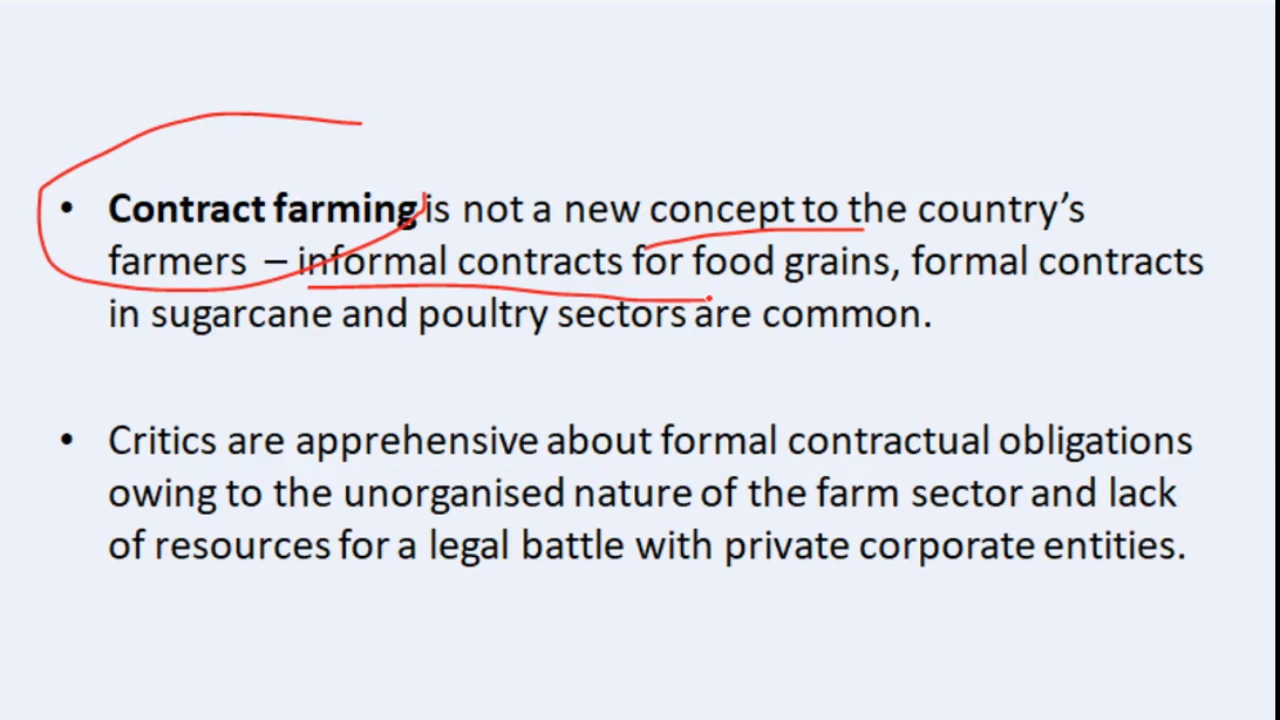 • Contract farming is not a new concept to the country’s
farmers – informal contracts for food grains, formal contracts
in sugarcane and poultry sectors are common.
• Critics are apprehensive about formal contractual obligations
owing to the unorganised nature of the farm sector and lack
of resources for a legal battle with private corporate entities.